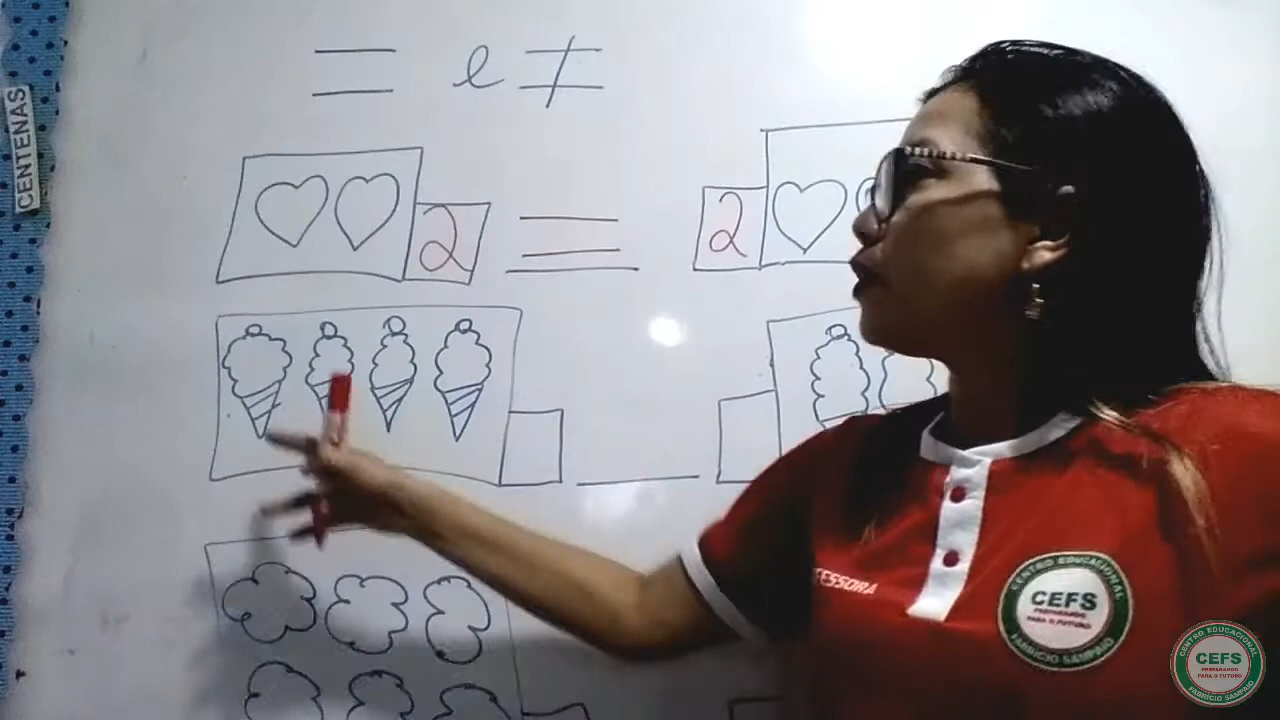 = e ≠
CENTENAS
2 = 2
FESSORA
CENTRO EDUCACIONAL
CEFS
PREPARANDO
PARA O FUTURO
FABRÍCIO SAMPAIO
CENTRO EDUCACIONAL
CEFS
PREPARANDO
PARA O FUTURO
FABRÍCIO SAMPAIO